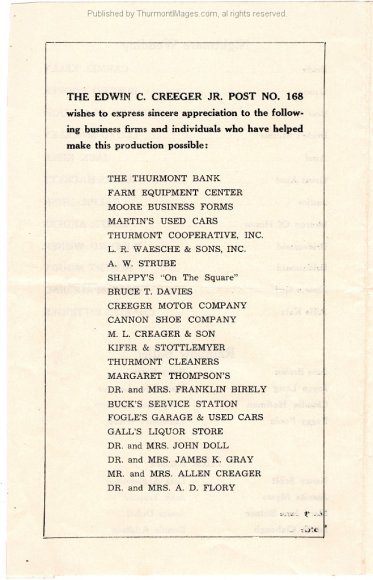 Published by ThurmontImages.com, all rights reserved.
THE EDWIN C. CREEGER JR. POST NO. 168
wishes to express sincere appreciation to the follow-
ing business firms and individuals who have helped
make this production possible:
THE THURMONT BANK
FARM EQUIPMENT CENTER
MOORE BUSINESS FORMS
MARTIN'S USED CARS
THURMONT COOPERATIVE, INC.
L. R. WAESCHE & SONS, INC.
A. W. STRUBE
SHAPPY'S "On The Square"
BRUCE T. DAVIES
CREEGER MOTOR COMPANY
CANNON SHOE COMPANY
M. L. CREAGER & SON
KIFER & STOTTLEMYER
THURMONT CLEANERS
MARGARET THOMPSON'S
DR. and MRS. FRANKLIN BIRELY
BUCK'S SERVICE STATION
FOGLE'S GARAGE & USED CARS
GALL'S LIQUOR STORE
DR. and MRS. JOHN DOLL
DR. and MRS. JAMES K. GRAY
MR. and MRS. ALLEN CREAGER
DR. and MRS. A. D. FLORY